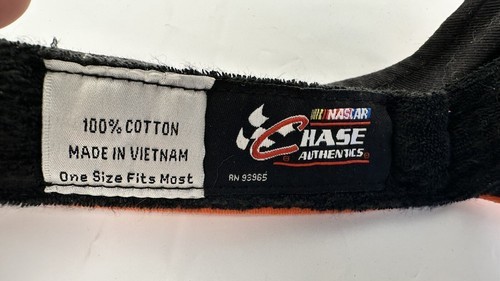 100% COTTON
MADE IN VIETNAM
One Size Fits Most
NASCAR
CHASE
AUTHENTICS
RN 93965